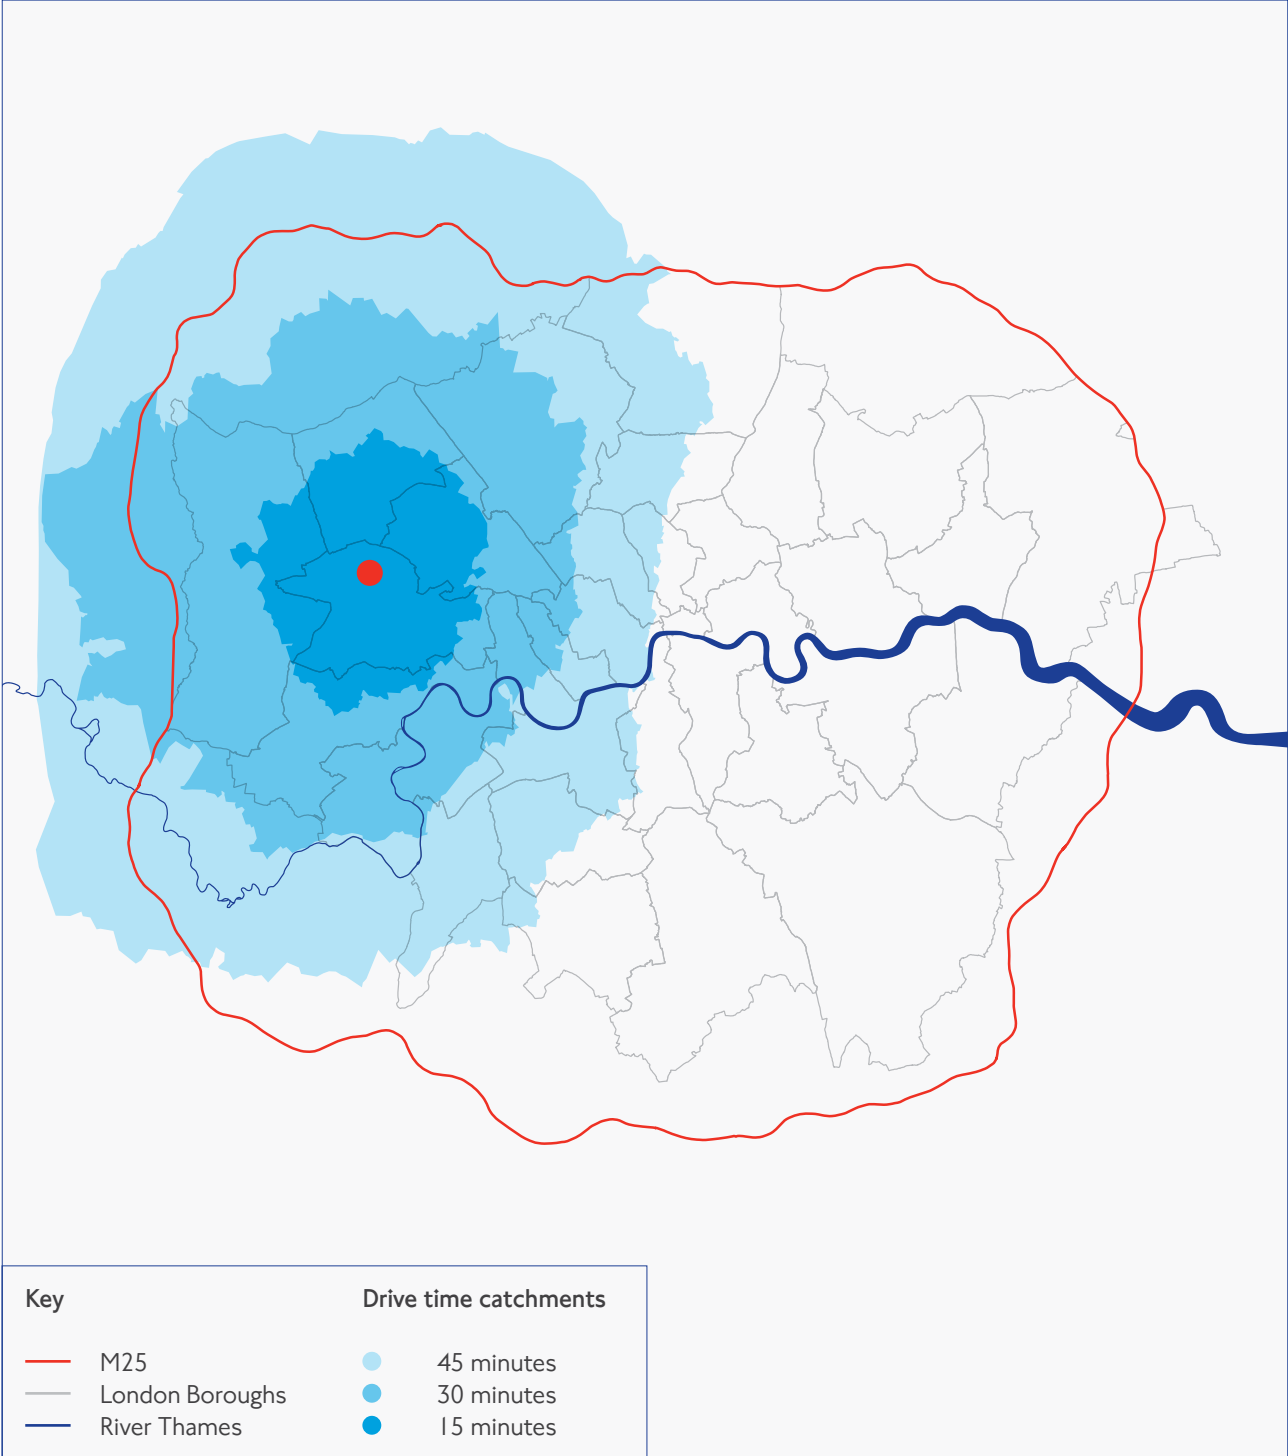 Key
M25
London Boroughs
River Thames
Drive time catchments
45 minutes
30 minutes
15 minutes